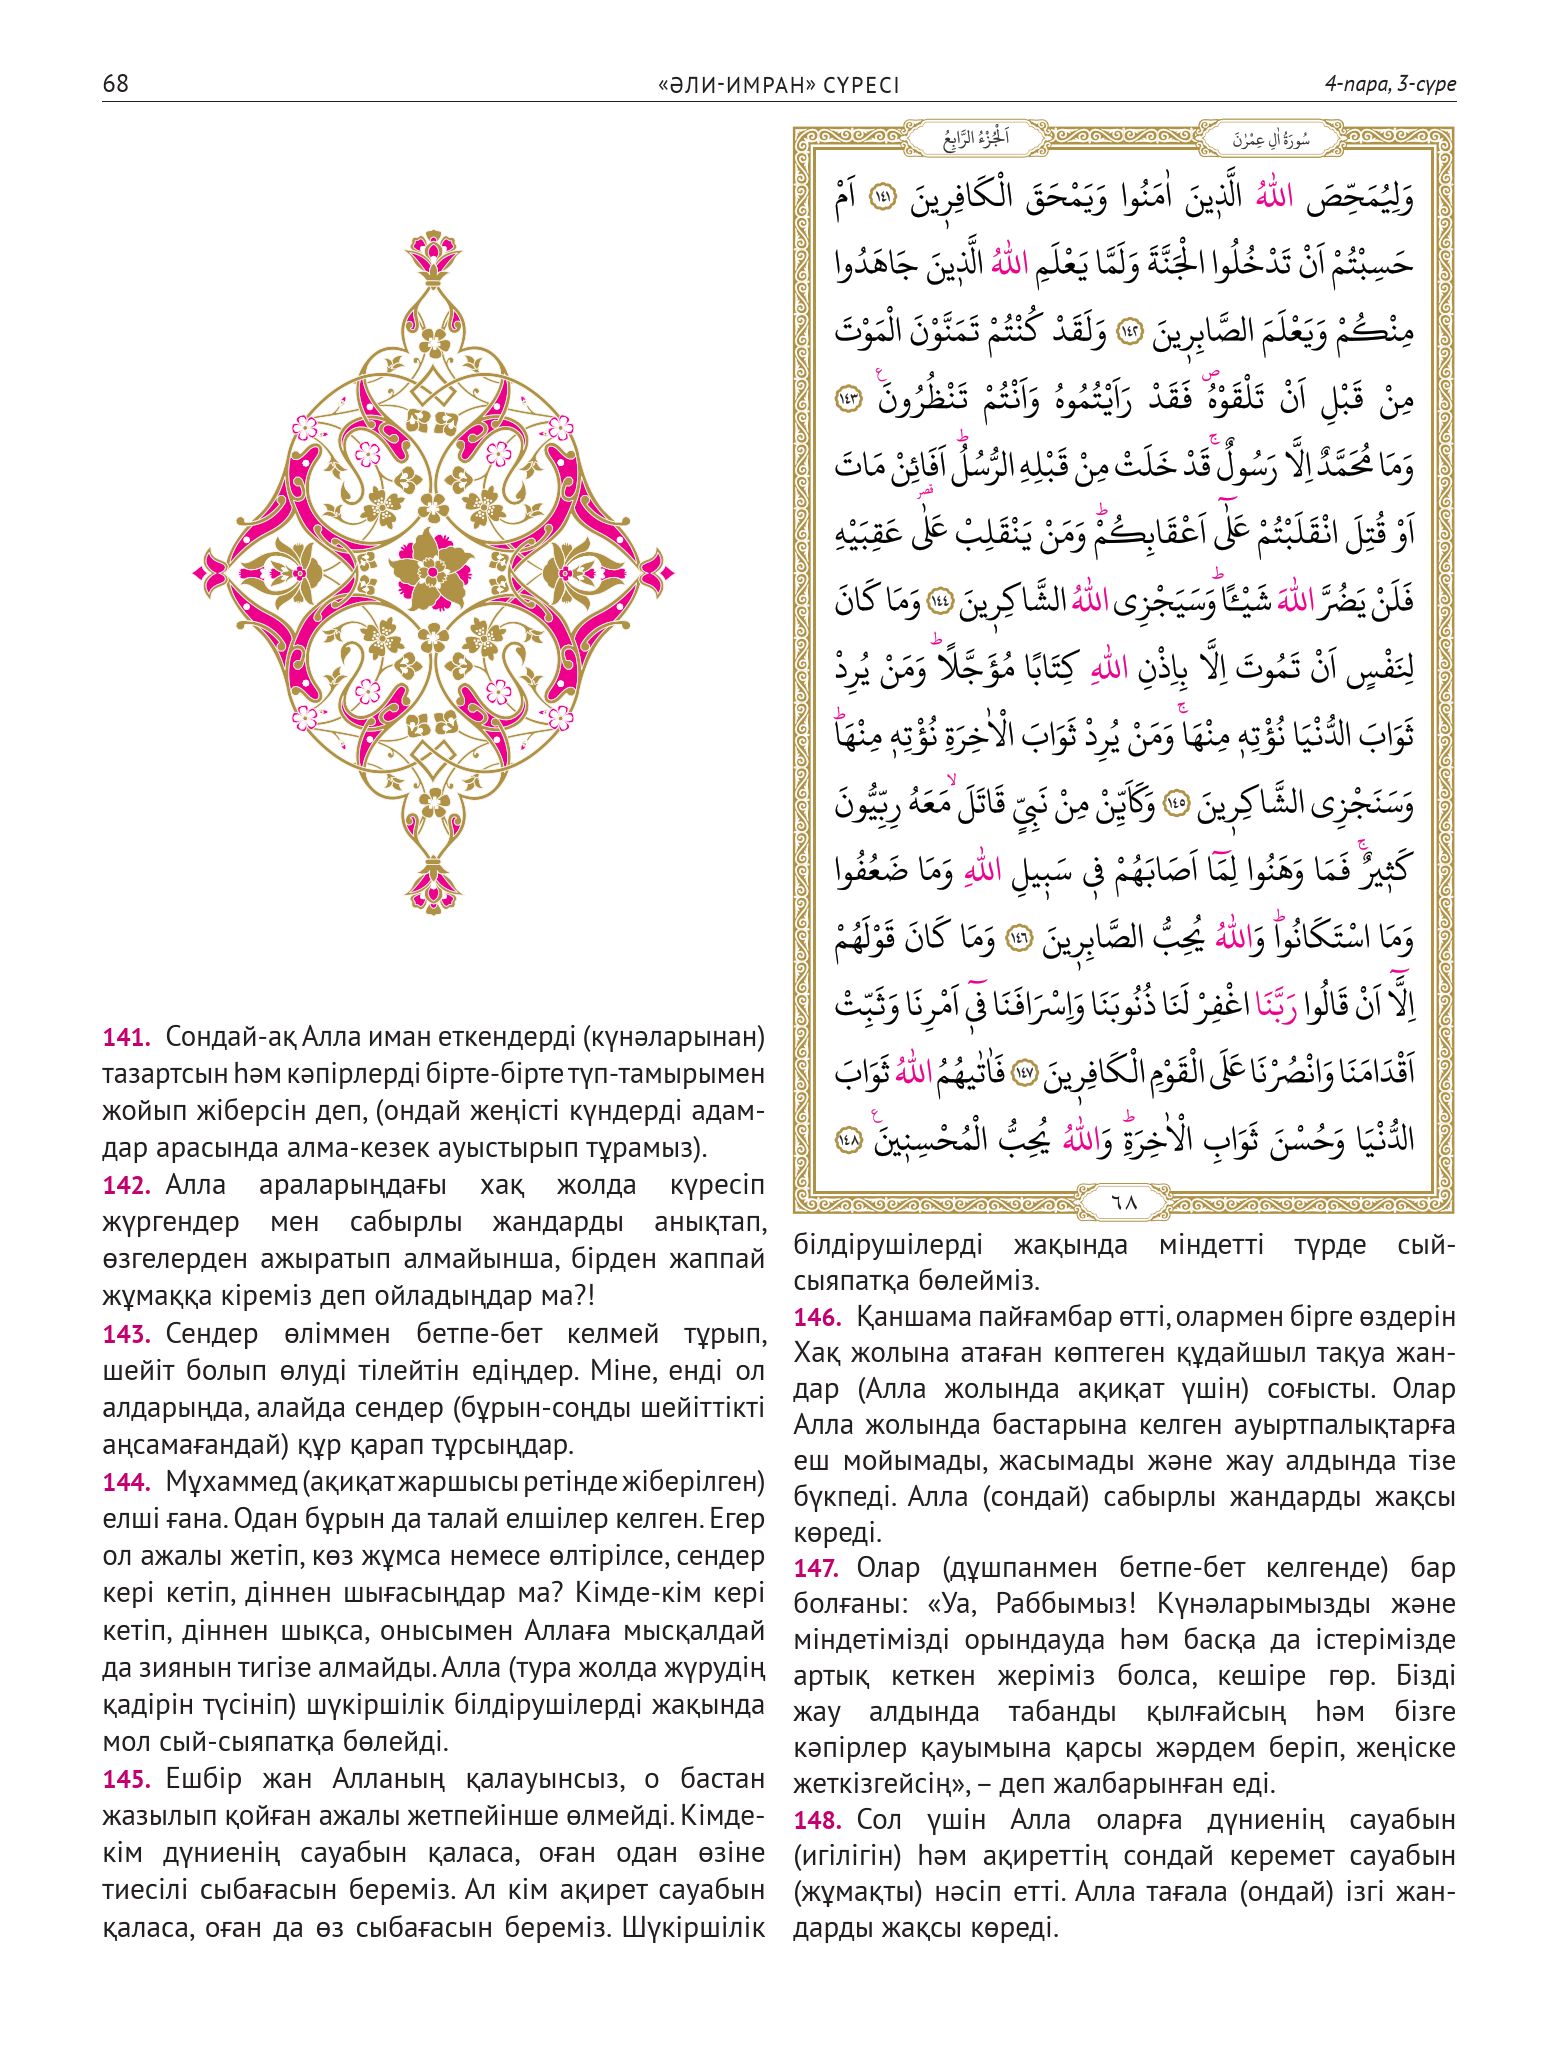 68
«ӘЛИ-ИМРАН» СҮРЕСІ
4-пара, 3-сүре
اَلْجُزْءُ الرَّابِعُ
سُورَةُ اٰلِ عِمْرٰنَ
وَلِيُمَحِّصَ اللّٰهُ الَّذ۪ينَ اٰمَنُوا وَيَمْحَقَ الْكَافِر۪ينَ ﴿١٤١﴾ اَمْ
حَسِبْتُمْ اَنْ تَدْخُلُوا الْجَنَّةَ وَلَمَّا يَعْلَمِ اللّٰهُ الَّذ۪ينَ جَاهَدُوا
مِنْكُمْ وَيَعْلَمَ الصَّابِر۪ينَ ﴿١٤٢﴾ وَلَقَدْ كُنْتُمْ تَمَنَّوْنَ الْمَوْتَ
مِنْ قَبْلِ اَنْ تَلْقَوْهُۖ فَقَدْ رَاَيْتُمُوهُ وَاَنْتُمْ تَنْظُرُونَ۟ ﴿١٤٣﴾
وَمَا مُحَمَّدٌ اِلَّا رَسُولٌۚ قَدْ خَلَتْ مِنْ قَبْلِهِ الرُّسُلُۜ اَفَائِنْ مَاتَ
اَوْ قُتِلَ انْقَلَبْتُمْ عَلٰٓى اَعْقَابِكُمْۜ وَمَنْ يَنْقَلِبْ عَلٰى عَقِبَيْهِ
فَلَنْ يَضُرَّ اللّٰهَ شَيْـًٔاۜ وَسَيَجْزِى اللّٰهُ الشَّاكِر۪ينَ ﴿١٤٤﴾ وَمَا كَانَ
لِنَفْسٍ اَنْ تَمُوتَ اِلَّا بِاِذْنِ اللّٰهِ كِتَابًا مُؤَجَّلًاۜ وَمَنْ يُرِدْ
ثَوَابَ الدُّنْيَا نُؤْتِه۪ مِنْهَاۚ وَمَنْ يُرِدْ ثَوَابَ الْاٰخِرَةِ نُؤْتِه۪ مِنْهَاۜ
وَسَنَجْزِى الشَّاكِر۪ينَ ﴿١٤٥﴾ وَكَاَيِّنْ مِنْ نَبِيٍّ قَاتَلَۙ مَعَهُ رِبِّيُّونَ
كَث۪يرٌۚ فَمَا وَهَنُوا لِمَٓا اَصَابَهُمْ ف۪ي سَب۪يلِ اللّٰهِ وَمَا ضَعُفُوا
وَمَا اسْتَكَانُواۜ وَاللّٰهُ يُحِبُّ الصَّابِر۪ينَ ﴿١٤٦﴾ وَمَا كَانَ قَوْلَهُمْ
اِلَّٓا اَنْ قَالُوا رَبَّنَا اغْفِرْ لَنَا ذُنُوبَنَا وَاِسْرَافَنَا ف۪ٓي اَمْرِنَا وَثَبِّتْ
اَقْدَامَنَا وَانْصُرْنَا عَلَى الْقَوْمِ الْكَافِر۪ينَ ﴿١٤٧﴾ فَاٰتٰيهُمُ اللّٰهُ ثَوَابَ
الدُّنْيَا وَحُسْنَ ثَوَابِ الْاٰخِرَةِۜ وَاللّٰهُ يُحِبُّ الْمُحْسِن۪ينَ۟ ﴿١٤٨﴾
٦٨
141. Сондай-ақ Алла иман еткендерді (күнәларынан)
тазартсын һәм кәпірлерді бірте-бірте түп-тамырымен
жойып жіберсін деп, (ондай жеңісті күндерді адам-
дар арасында алма-кезек ауыстырып тұрамыз).
142. Алла араларыңдағы хақ жолда күресіп
жүргендер мен сабырлы жандарды анықтап,
өзгелерден ажыратып алмайынша, бірден жаппай
жұмаққа кіреміз деп ойладыңдар ма?!
143. Сендер өліммен бетпе-бет келмей тұрып,
шейіт болып өлуді тілейтін едіңдер. Міне, енді ол
алдарыңда, алайда сендер (бұрын-соңды шейіттікті
аңсамағандай) құр қарап тұрсыңдар.
144. Мұхаммед (ақиқат жаршысы ретінде жіберілген)
елші ғана. Одан бұрын да талай елшілер келген. Егер
ол ажалы жетіп, көз жұмса немесе өлтірілсе, сендер
кері кетіп, діннен шығасыңдар ма? Кімде-кім кері
кетіп, діннен шықса, онысымен Аллаға мысқалдай
да зиянын тигізе алмайды. Алла (тура жолда жүрудің
қадірін түсініп) шүкіршілік білдірушілерді жақында
мол сый-сыяпатқа бөлейді.
145. Ешбір жан Алланың қалауынсыз, о бастан
жазылып қойған ажалы жетпейінше өлмейді. Кімде-
кім дүниенің сауабын қаласа, оған одан өзіне
тиесілі сыбағасын береміз. Ал кім ақирет сауабын
қаласа, оған да өз сыбағасын береміз. Шүкіршілік
білдірушілерді жақында міндетті түрде сый-
сыяпатқа бөлейміз.
146. Қаншама пайғамбар өтті, олармен бірге өздерін
Хақ жолына атаған көптеген құдайшыл тақуа жан-
дар (Алла жолында ақиқат үшін) соғысты. Олар
Алла жолында бастарына келген ауыртпалықтарға
еш мойымады, жасымады және жау алдында тізе
бүкпеді. Алла (сондай) сабырлы жандарды жақсы
көреді.
147. Олар (дұшпанмен бетпе-бет келгенде) бар
болғаны: «Уа, Раббымыз! Күнәларымызды және
міндетімізді орындауда һәм басқа да істерімізде
артық кеткен жеріміз болса, кешіре гөр. Бізді
жау алдында табанды қылғайсың һәм бізге
кәпірлер қауымына қарсы жәрдем беріп, жеңіске
жеткізгейсің», – деп жалбарынған еді.
148. Сол үшін Алла оларға дүниенің сауабын
(игілігін) һәм ақиреттің сондай керемет сауабын
(жұмақты) нәсіп етті. Алла тағала (ондай) ізгі жан-
дарды жақсы көреді.